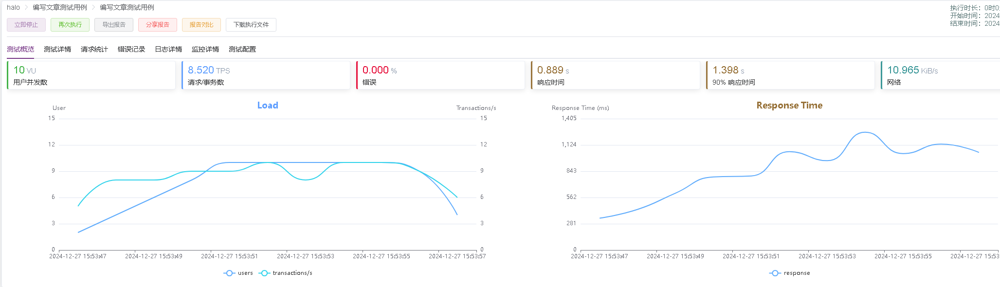 halo > 编写文章测试用例 > 编写文章测试用例
执行时长： 0时0
开始时间： 2024
结束时间： 2024
立即停止 再次执行 导出报告 分享报告 报告对比 下载执行文件
测试概览 测试详情 请求统计 错误记录 日志详情 监控详情 测试配置
10 VU
用户并发数
8.520 TPS
请求/事务数
0.000 %
错误
0.889 s
响应时间
1.398 s
90% 响应时间
10.965 KiB/s
网络
Load
User
Transactions/s
15
12
9
6
3
0
15
12
9
6
3
0
2024-12-27 15:53:47 2024-12-27 15:53:49 2024-12-27 15:53:51 2024-12-27 15:53:53 2024-12-27 15:53:55 2024-12-27 15:53:57
users transactions/s
Response Time
Response Time (ms)
1,405
1,124
843
562
281
0
2024-12-27 15:53:47 2024-12-27 15:53:49 2024-12-27 15:53:51 2024-12-27 15:53:53 2024-12-27 15:53:55 2024-12-27 15:53
response